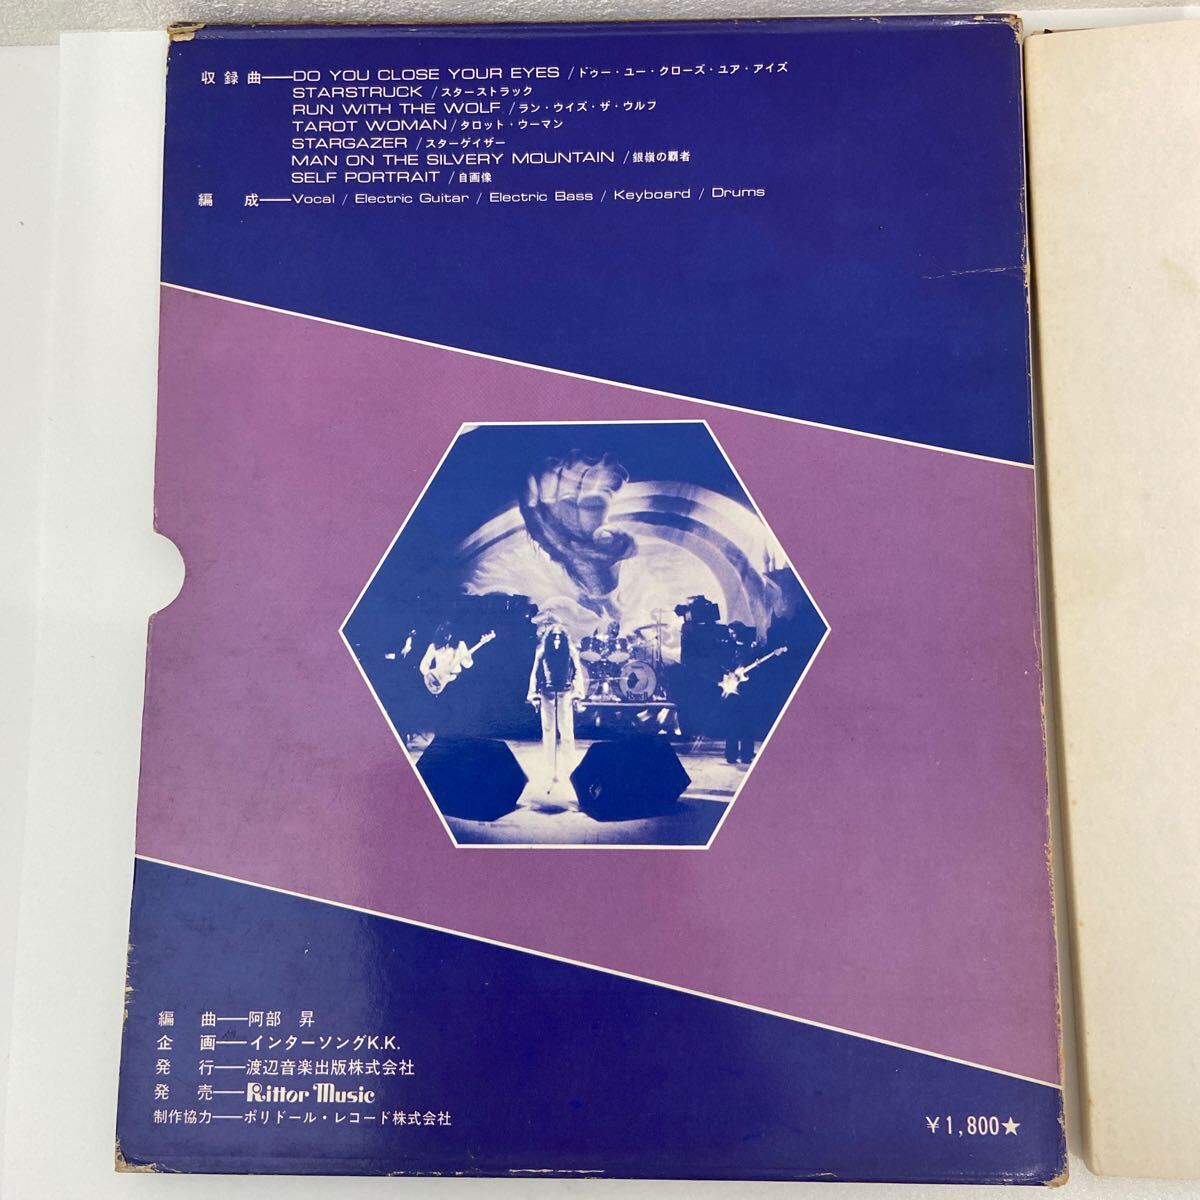 収録曲──DO YOU CLOSE YOUR EYES / ドゥー・ユー・クローズ・ユア・アイズ
STARSTRUCK / スターストラック
RUN WITH THE WOLF / ラン・ウイズ・ザ・ウルフ
TAROT WOMAN / タロット・ウーマン
STARGAZER / スターゲイザー
MAN ON THE SILVERY MOUNTAIN / 銀嶺の覇者
SELF PORTRAIT / 自画像
編　成──Vocal / Electric Guitar / Electric Bass / Keyboard / Drums
編　曲──阿部　昇
企　画──インターソングK.K.
発　行──渡辺音楽出版株式会社
発　売──Rittor Music
制作協力──ポリドール・レコード株式会社
￥1,800★